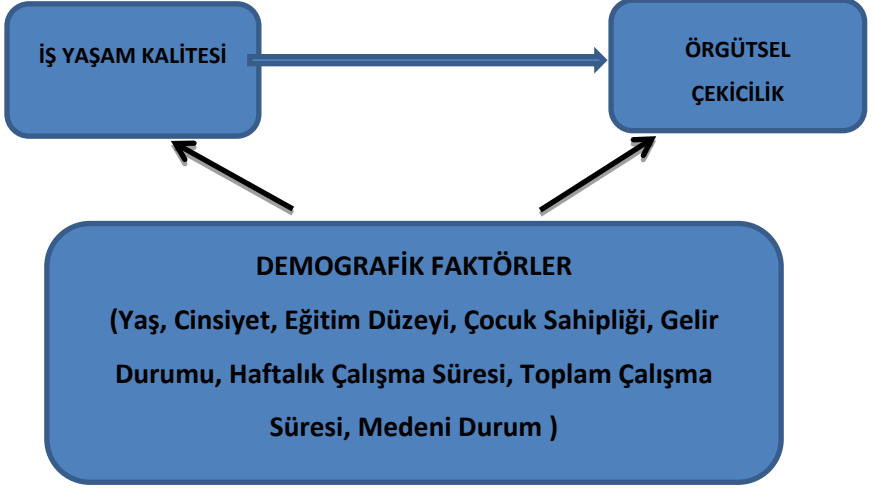 İŞ YAŞAM KALİTESİ
ÖRGÜTSEL
ÇEKİCİLİK
DEMOGRAFİK FAKTÖRLER
(Yaş, Cinsiyet, Eğitim Düzeyi, Çocuk Sahipliği, Gelir
Durumu, Haftalık Çalışma Süresi, Toplam Çalışma
Süresi, Medeni Durum )